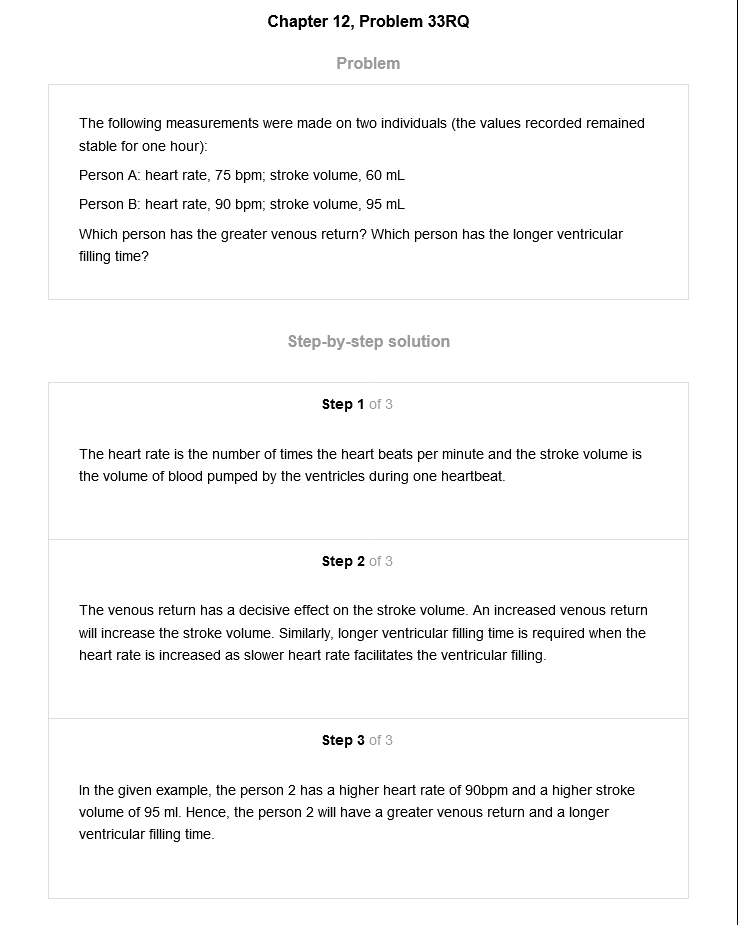 Chapter 12, Problem 33RQ
Problem
The following measurements were made on two individuals (the values recorded remained
stable for one hour):
Person A: heart rate, 75 bpm; stroke volume, 60 mL
Person B: heart rate, 90 bpm; stroke volume, 95 mL
Which person has the greater venous return? Which person has the longer ventricular
filling time?
Step-by-step solution
Step 1 of 3
The heart rate is the number of times the heart beats per minute and the stroke volume is
the volume of blood pumped by the ventricles during one heartbeat.
Step 2 of 3
The venous return has a decisive effect on the stroke volume. An increased venous return
will increase the stroke volume. Similarly, longer ventricular filling time is required when the
heart rate is increased as slower heart rate facilitates the ventricular filling.
Step 3 of 3
In the given example, the person 2 has a higher heart rate of 90bpm and a higher stroke
volume of 95 ml. Hence, the person 2 will have a greater venous return and a longer
ventricular filling time.